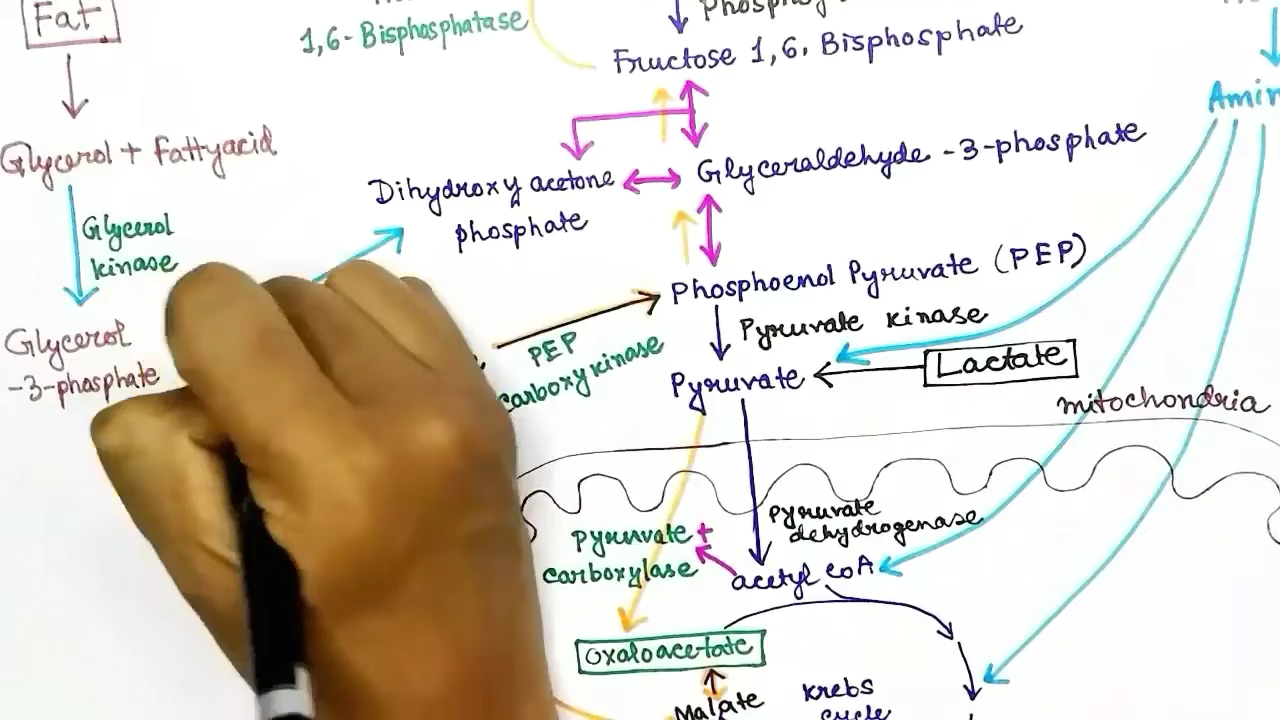 Fat
1,6-Bisphosphatase
Fructose 1,6, Bisphosphate
Glycerol + Fattyacid
Glycerol
kinase
Glycerol
-3-phosphate
Dihydroxy acetone
phosphate
Glyceraldehyde -3-phosphate
Phosphoenol Pyruvate (PEP)
PEP
carboxykinase
Pyruvate kinase
Pyruvate
Lactate
mitochondria
Pyruvate
dehydrogenase
Pyruvate +
carboxylase
acetyl coA
Oxaloacetate
Malate
Krebs
cycle